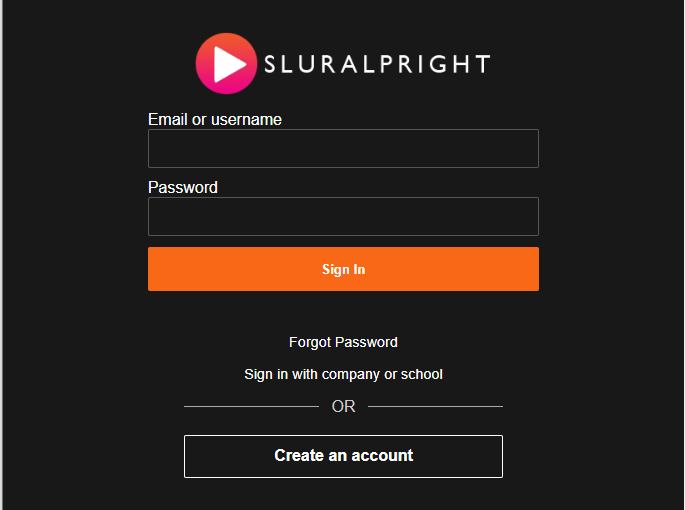 SLURALPRIGHT
Email or username
Password
Sign In
Forgot Password
Sign in with company or school
OR
Create an account